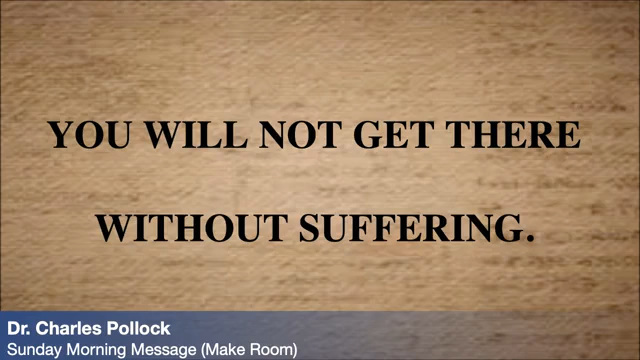 YOU WILL NOT GET THERE
WITHOUT SUFFERING.
Dr. Charles Pollock
Sunday Morning Message (Make Room)